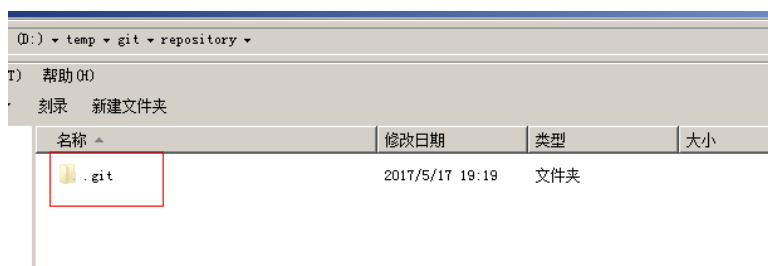 (D:) ▾ temp ▾ git ▾ repository ▾
T) 帮助(H)
刻录 新建文件夹
名称 修改日期 类型 大小
.git 2017/5/17 19:19 文件夹